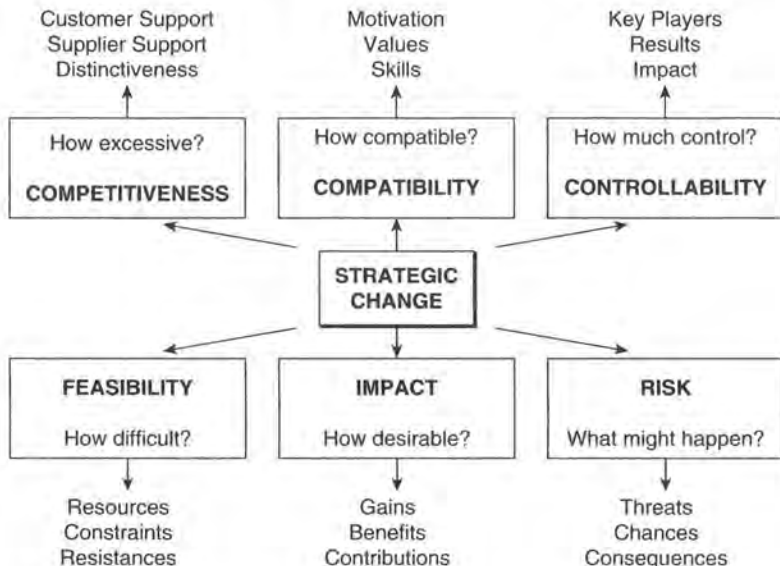 Customer Support
Supplier Support
Distinctiveness
Motivation
Values
Skills
Key Players
Results
Impact
How excessive?
COMPETITIVENESS
How compatible?
COMPATIBILITY
How much control?
CONTROLLABILITY
STRATEGIC
CHANGE
FEASIBILITY
How difficult?
IMPACT
How desirable?
RISK
What might happen?
Resources
Constraints
Resistances
Gains
Benefits
Contributions
Threats
Chances
Consequences